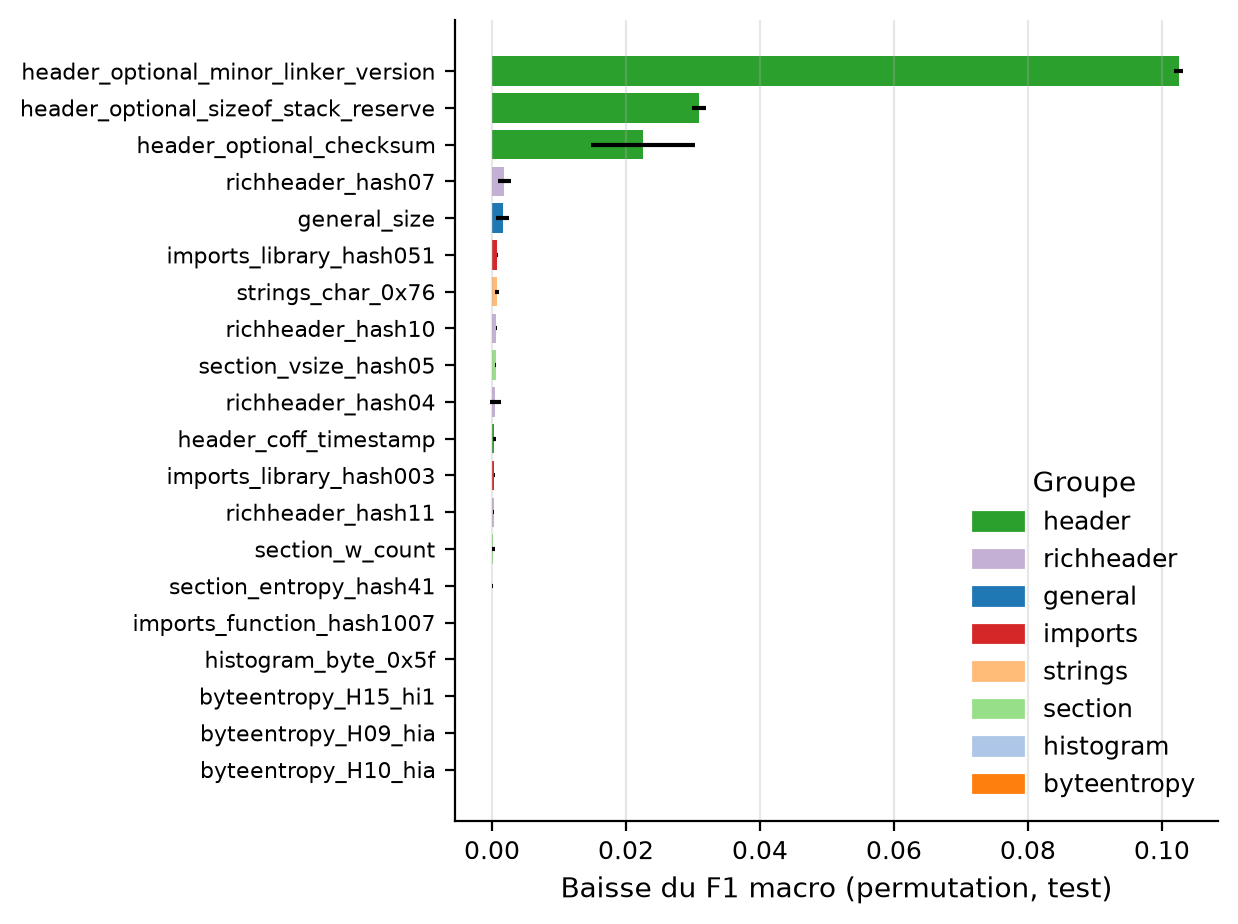 header_optional_minor_linker_version
header_optional_sizeof_stack_reserve
header_optional_checksum
richheader_hash07
general_size
imports_library_hash051
strings_char_0x76
richheader_hash10
section_vsize_hash05
richheader_hash04
header_coff_timestamp
imports_library_hash003
richheader_hash11
section_w_count
section_entropy_hash41
imports_function_hash1007
histogram_byte_0x5f
byteentropy_H15_hi1
byteentropy_H09_hia
byteentropy_H10_hia
Groupe
header
richheader
general
imports
strings
section
histogram
byteentropy
0.00 0.02 0.04 0.06 0.08 0.10
Baisse du F1 macro (permutation, test)